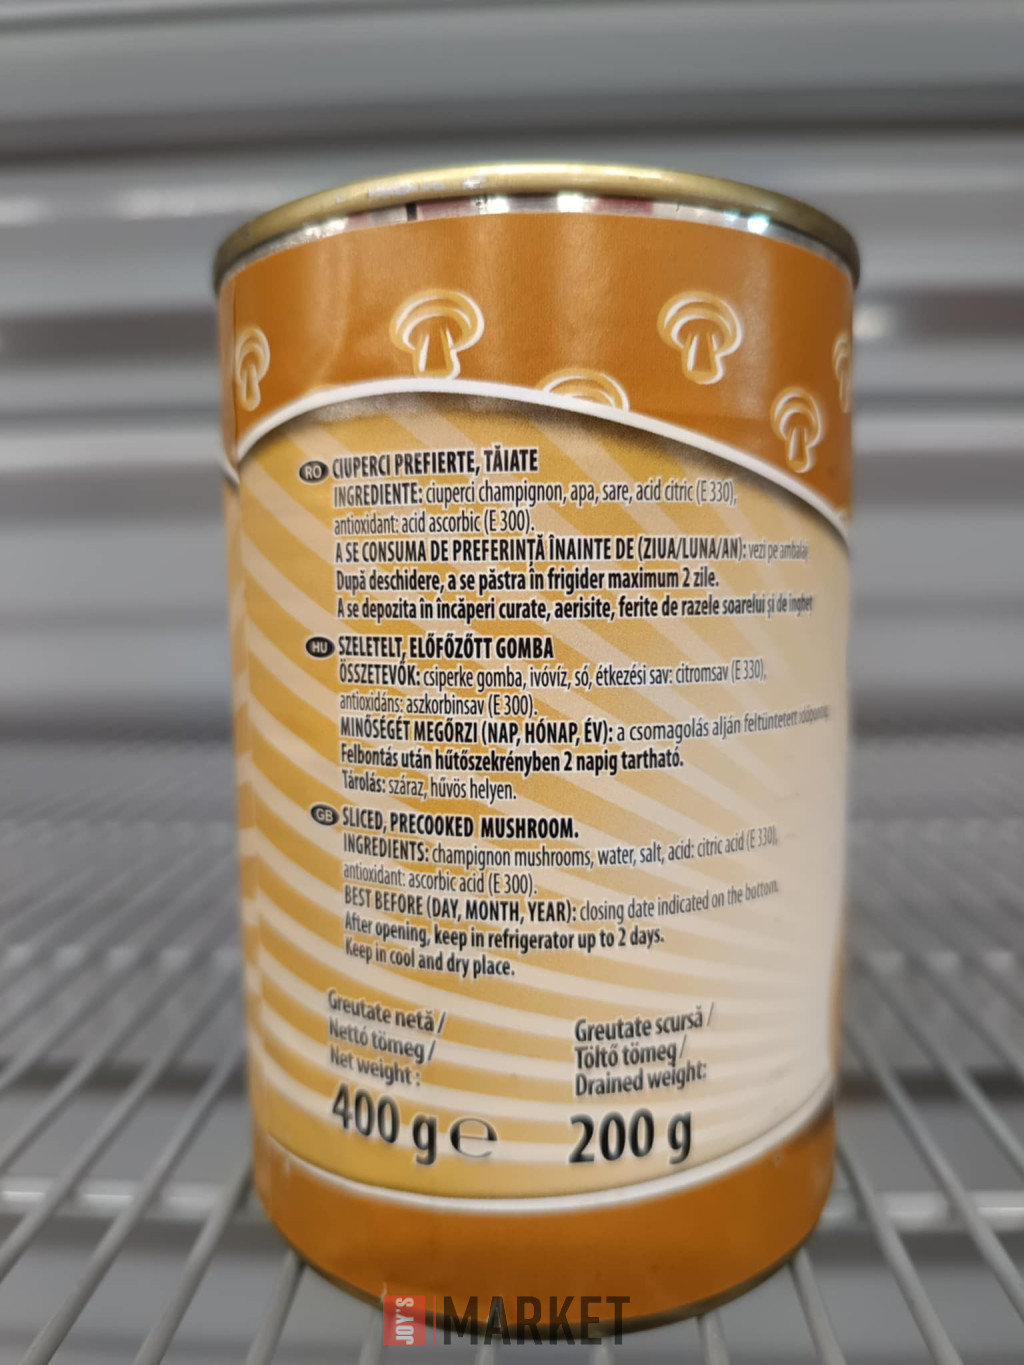 RO CIUPERCI PREFIERTE, TĂIATE
INGREDIENTE: ciuperci champignon, apa, sare, acid citric (E 330),
antioxidant: acid ascorbic (E 300).
A SE CONSUMA DE PREFERINȚĂ ÎNAINTE DE (ZIUA/LUNA/AN): vezi pe
După deschidere, a se păstra în frigider maximum 2 zile.
A se depozita în încăperi curate, aerisite, ferite de razele soarelui și de
HU SZELETELT, ELŐFŐZŐTT GOMBA
ÖSSZETEVŐK: csiperke gomba, ivóvíz, só, étkezési sav: citromsav (E 330),
antioxidáns: aszkorbinsav (E 300).
MINŐSÉGÉT MEGŐRZI (NAP, HÓNAP, ÉV): a csomagolás alján feltüntetett
Felbontás után hűtőszekrényben 2 napig tartható.
Tárolás: száraz, hűvös helyen.
GB SLICED, PRECOOKED MUSHROOM.
INGREDIENTS: champignon mushrooms, water, salt, acid: citric acid (E 330),
antioxidant: ascorbic acid (E 300).
BEST BEFORE (DAY, MONTH, YEAR): closing date indicated on the bottom.
After opening, keep in refrigerator up to 2 days.
Keep in cool and dry place.
Greutate netă /
Nettó tömeg /
Net weight :
400 g ℮
Greutate scursă /
Töltő tömeg /
Drained weight:
200 g
JOY'S MARKET